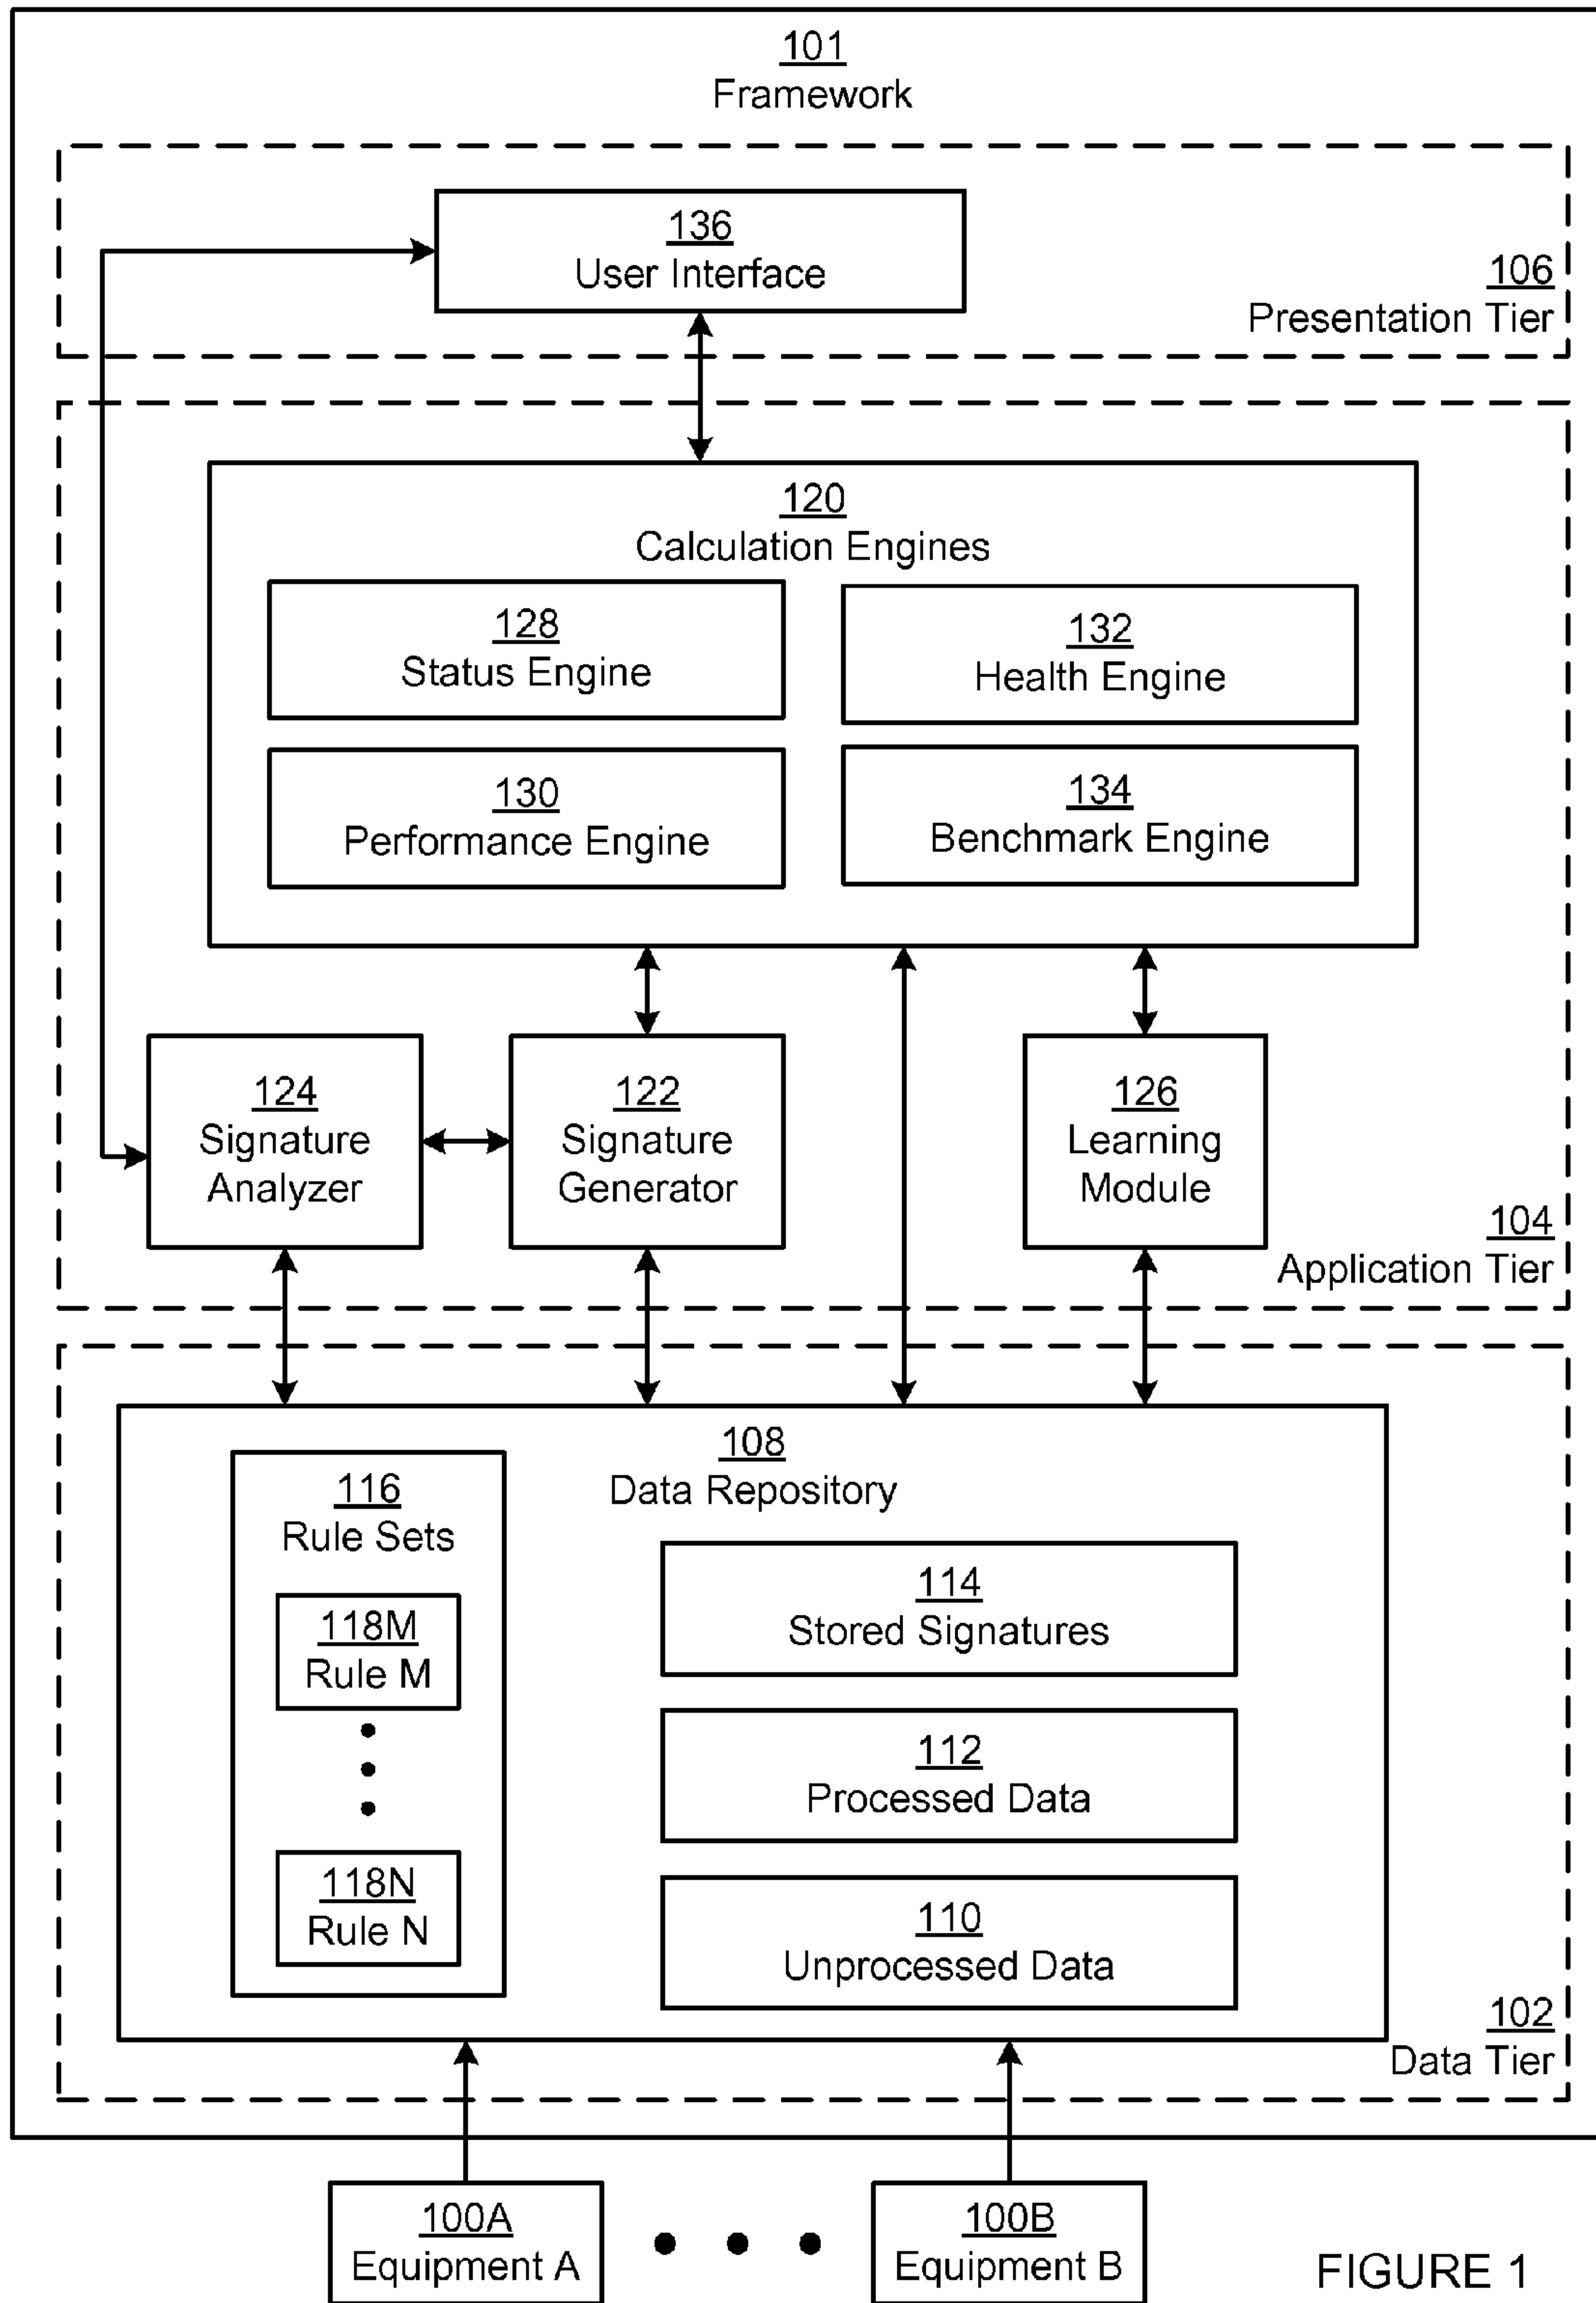 101
Framework
136
User Interface
106
Presentation Tier
120
Calculation Engines
128
Status Engine
132
Health Engine
130
Performance Engine
134
Benchmark Engine
124
Signature
Analyzer
122
Signature
Generator
126
Learning
Module
104
Application Tier
108
Data Repository
116
Rule Sets
118M
Rule M
118N
Rule N
114
Stored Signatures
112
Processed Data
110
Unprocessed Data
102
Data Tier
100A
Equipment A
100B
Equipment B
FIGURE 1